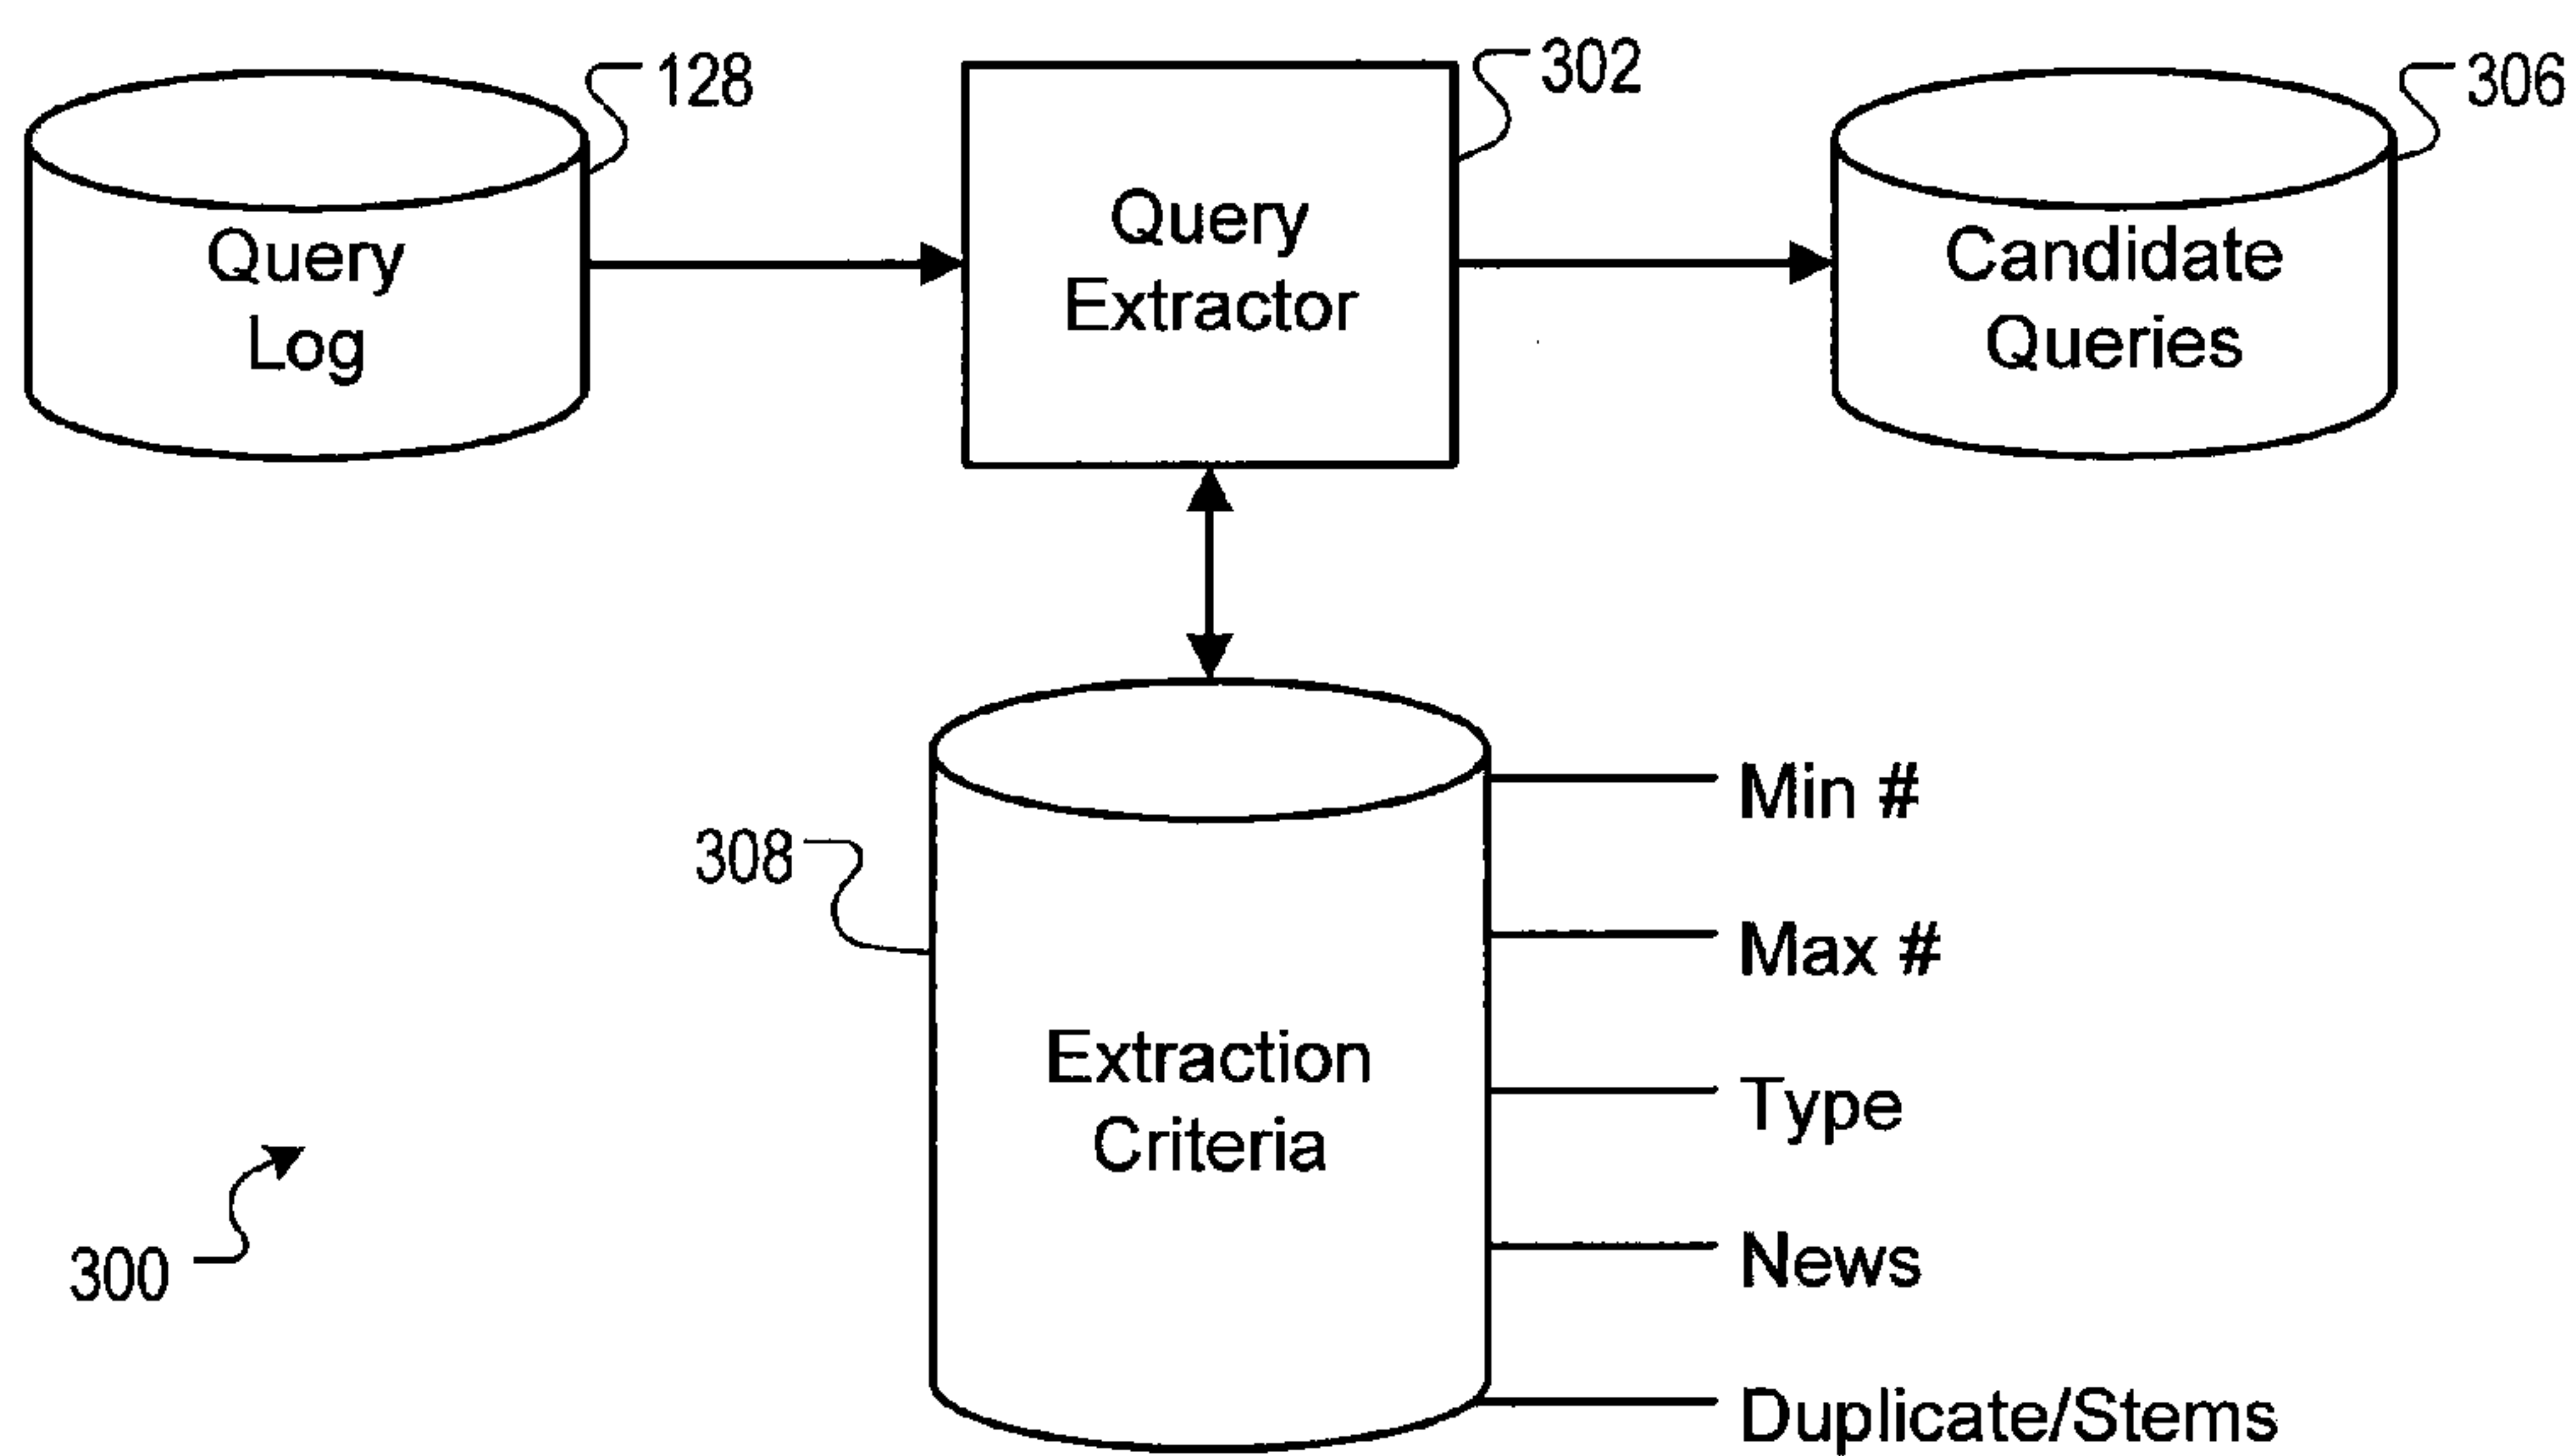 128
302
306
Query
Log
Query
Extractor
Candidate
Queries
308
Extraction
Criteria
Min #
Max #
Type
News
Duplicate/Stems
300